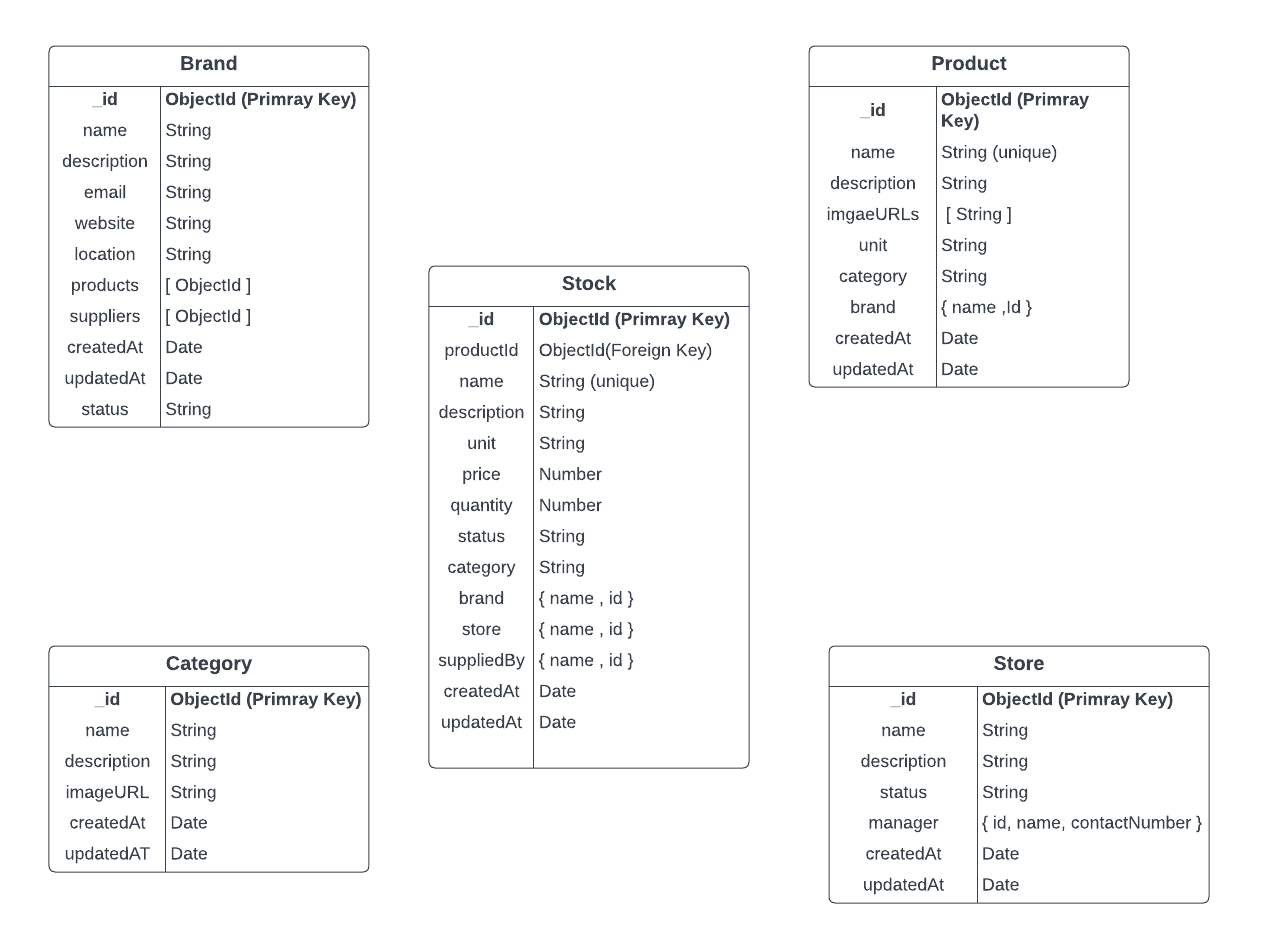 Brand
_id ObjectId (Primray Key)
name String
description String
email String
website String
location String
products [ ObjectId ]
suppliers [ ObjectId ]
createdAt Date
updatedAt Date
status String
Product
_id ObjectId (Primray
Key)
name String (unique)
description String
imgaeURLs [ String ]
unit String
category String
brand { name ,Id }
createdAt Date
updatedAt Date
Stock
_id ObjectId (Primray Key)
productId ObjectId(Foreign Key)
name String (unique)
description String
unit String
price Number
quantity Number
status String
category String
brand { name , id }
store { name , id }
suppliedBy { name , id }
createdAt Date
updatedAt Date
Category
_id ObjectId (Primray Key)
name String
description String
imageURL String
createdAt Date
updatedAT Date
Store
_id ObjectId (Primray Key)
name String
description String
status String
manager { id, name, contactNumber }
createdAt Date
updatedAt Date